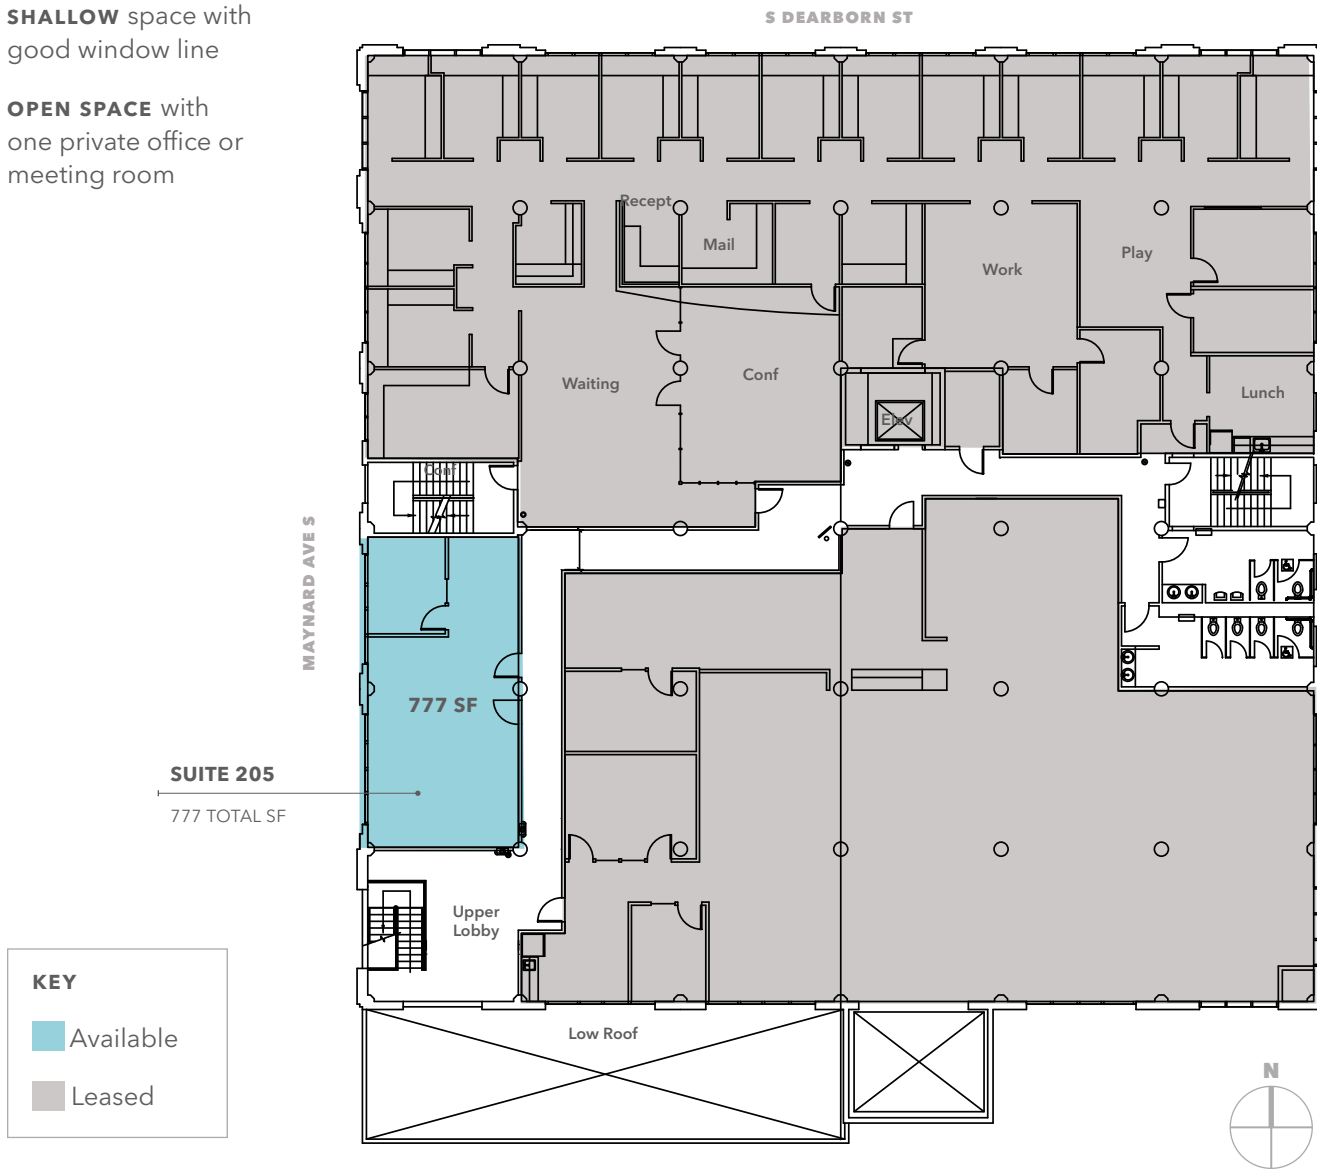 SHALLOW space with
good window line
OPEN SPACE with
one private office or
meeting room
S DEARBORN ST
Recept
Mail
Work
Play
Waiting
Conf
Elev
Lunch
Conf
MAYNARD AVE S
777 SF
SUITE 205
777 TOTAL SF
Upper
Lobby
Low Roof
KEY
Available
Leased
N